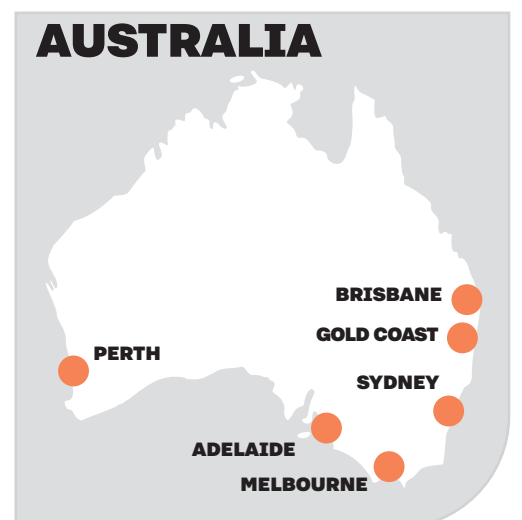 AUSTRALIA
BRISBANE
GOLD COAST
PERTH
SYDNEY
ADELAIDE
MELBOURNE